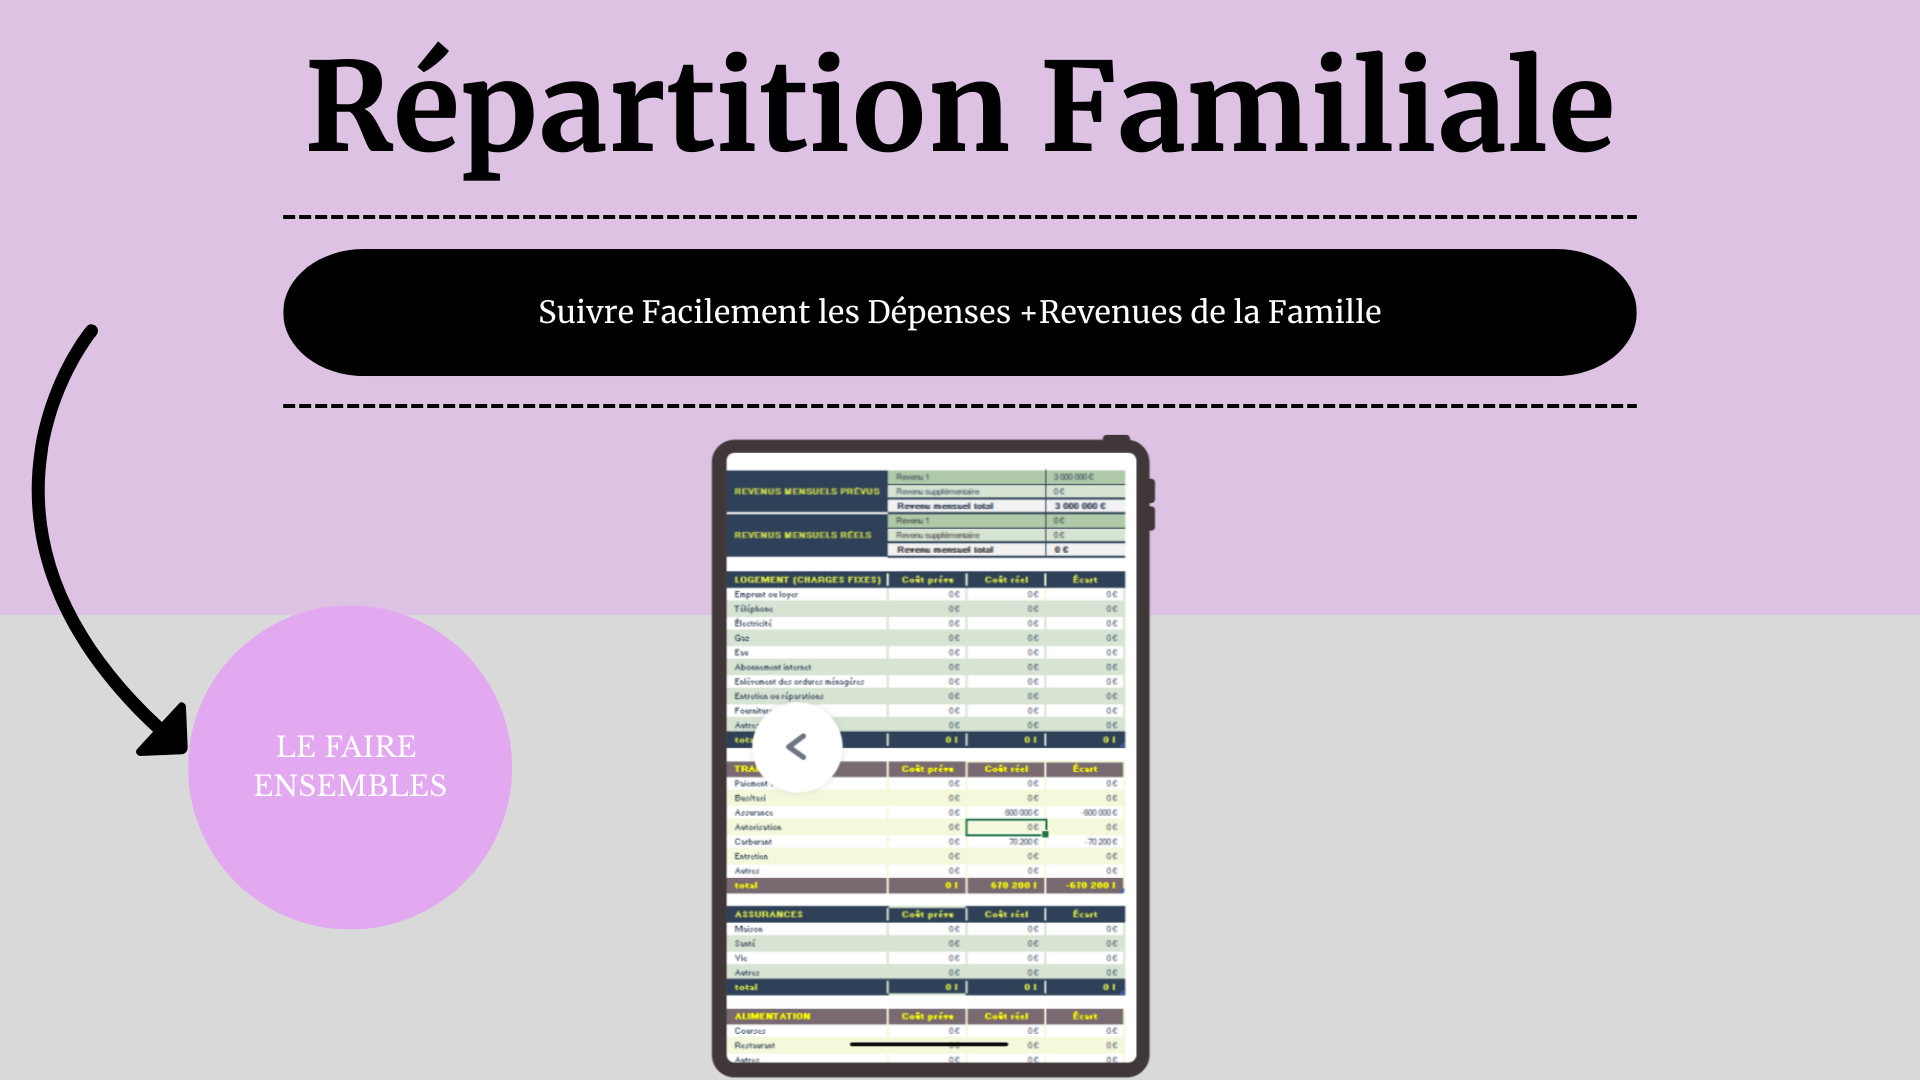 Répartition Familiale
Suivre Facilement les Dépenses +Revenues de la Famille
LE FAIRE
ENSEMBLES
REVENUS MENSUELS PRÉVUS
Revenu 1 3 000 000 €
Revenu supplémentaire 0 €
Revenu mensuel total 3 000 000 €
REVENUS MENSUELS RÉELS
Revenu 1 0 €
Revenu supplémentaire 0 €
Revenu mensuel total 0 €
LOGEMENT (CHARGES FIXES) Coût prévu Coût réel Écart
Emprunt ou loyer 0 € 0 € 0 €
Téléphone 0 € 0 € 0 €
Électricité 0 € 0 € 0 €
Gaz 0 € 0 € 0 €
Eau 0 € 0 € 0 €
Abonnement internet 0 € 0 € 0 €
Enlèvement des ordures ménagères 0 € 0 € 0 €
Entretien ou réparations 0 € 0 € 0 €
0 € 0 € 0 €
0 € 0 € 0 €
0 0 0
Coût prévu Coût réel Écart
Paiement 0 € 0 € 0 €
Bus/taxi 0 € 0 € 0 €
Assurance 0 € 600 000 € -600 000 €
Autorisation 0 € 0 € 0 €
Carburant 0 € 70 200 € -70 200 €
Entretien 0 € 0 € 0 €
Autres 0 € 0 € 0 €
total 0 670 200 -670 200
ASSURANCES Coût prévu Coût réel Écart
Maison 0 € 0 € 0 €
Santé 0 € 0 € 0 €
Vie 0 € 0 € 0 €
Autres 0 € 0 € 0 €
total 0 0 0
ALIMENTATION Coût prévu Coût réel Écart
Courses 0 € 0 € 0 €
Restaurant 0 € 0 € 0 €
Autres 0 € 0 € 0 €